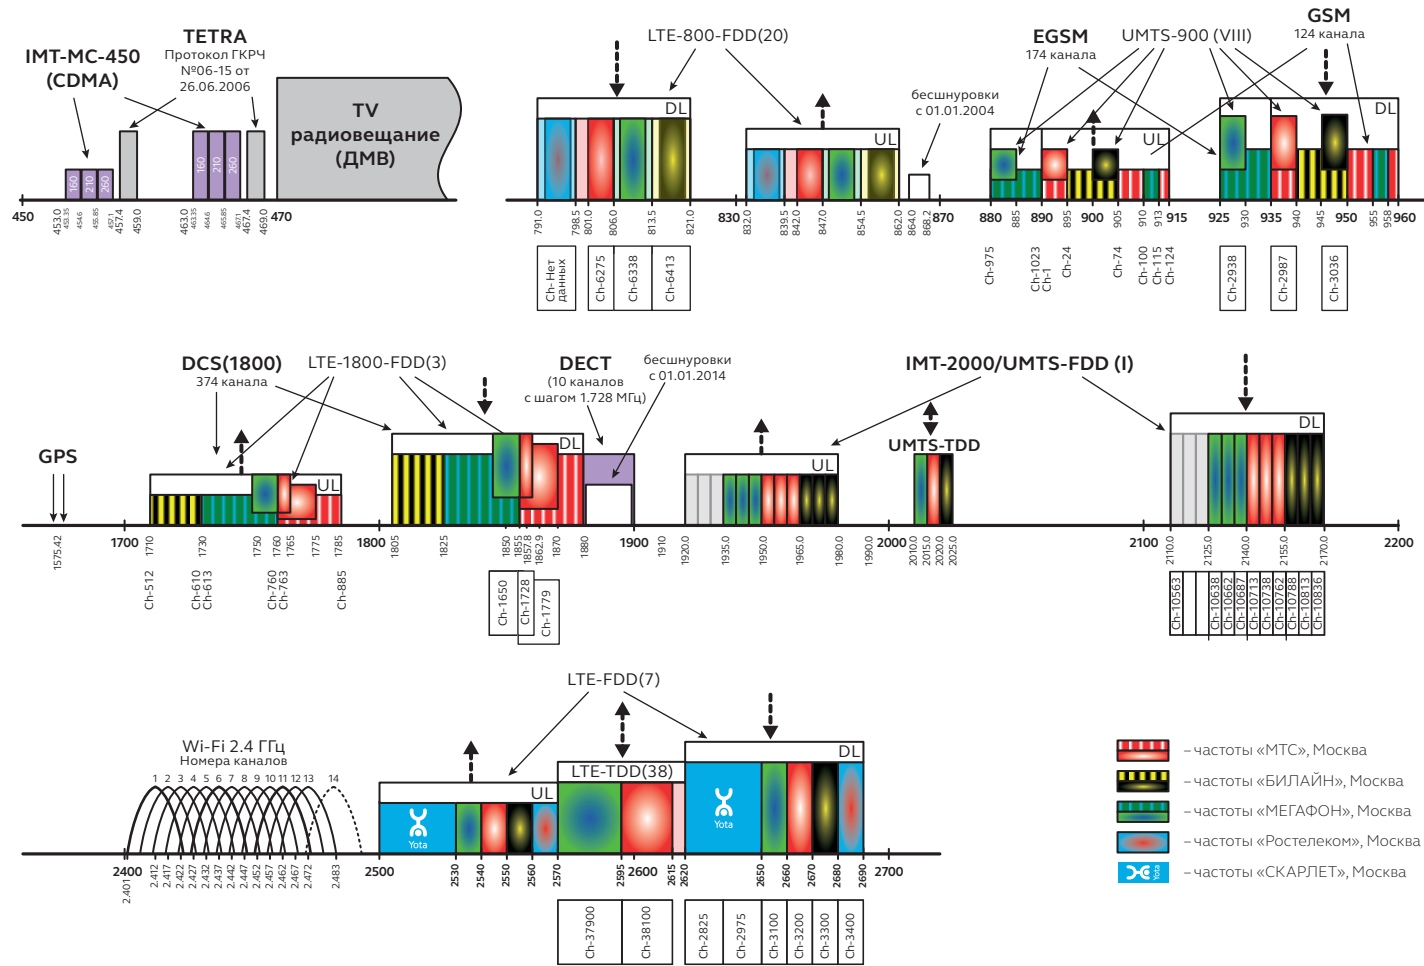 IMT-MC-450
(CDMA)
TETRA
Протокол ГКРЧ
№06-15 от
26.06.2006
TV
радиовещание
(ДМВ)
160
210
260
160
210
260
450
453.0
453.35
454.6
455.85
457.1
457.4
459.0
463.0
463.35
464.6
465.85
467.1
467.4
469.0
470
LTE-800-FDD(20)
DL
UL
бесшнуровки
с 01.01.2004
791.0
798.5
801.0
806.0
813.5
821.0
830
832.0
839.5
842.0
847.0
854.5
862.0
864.0
868.2
870
Ch-Нет
данных
Ch-6275
Ch-6338
Ch-6413
EGSM
174 канала
UMTS-900 (VIII)
GSM
124 канала
UL
DL
880
885
890
895
900
905
910
913
915
925
930
935
940
945
950
955
958
960
Ch-975
Ch-1023
Ch-1
Ch-24
Ch-74
Ch-100
Ch-115
Ch-124
Ch-2938
Ch-2987
Ch-3036
GPS
DCS(1800)
374 канала
LTE-1800-FDD(3)
UL
DL
DECT
(10 каналов
с шагом 1.728 МГц)
бесшнуровки
с 01.01.2014
IMT-2000/UMTS-FDD (I)
UL
UMTS-TDD
DL
1575.42
1700
1710
1730
1750
1760
1765
1775
1785
1800
1805
1825
1850
1855
1857.8
1862.9
1870
1880
1900
1910
1920.0
1935.0
1950.0
1965.0
1980.0
1990.0
2000
2010.0
2015.0
2020.0
2025.0
2100
2110.0
2125.0
2140.0
2155.0
2170.0
2200
Ch-512
Ch-610
Ch-613
Ch-760
Ch-763
Ch-885
Ch-1650
Ch-1728
Ch-1779
Ch-10563
Ch-10638
Ch-10662
Ch-10687
Ch-10713
Ch-10738
Ch-10762
Ch-10788
Ch-10813
Ch-10836
Wi-Fi 2.4 ГГц
Номера каналов
1 2 3 4 5 6 7 8 9 10 11 12 13 14
LTE-FDD(7)
UL
LTE-TDD(38)
DL
Yota
Yota
2400
2.401
2.412
2.417
2.422
2.427
2.432
2.437
2.442
2.447
2.452
2.457
2.462
2.467
2.472
2.483
2500
2530
2540
2550
2560
2570
2595
2600
2615
2620
2650
2660
2670
2680
2690
2700
Ch-37900
Ch-38100
Ch-2825
Ch-2975
Ch-3100
Ch-3200
Ch-3300
Ch-3400
– частоты «МТС», Москва
– частоты «БИЛАЙН», Москва
– частоты «МЕГАФОН», Москва
– частоты «Ростелеком», Москва
Yota
– частоты «СКАРЛЕТ», Москва